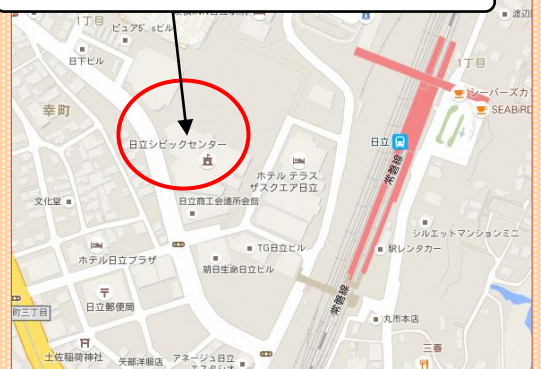 1丁目
ピュア5'sビル
渡辺
日下ビル
1丁目
シーバーズカフ
SEABiRD
幸町
日立シビックセンター
日立
常磐線
ホテル テラス
ザスクエア日立
文化堂
日立商工会議所会館
シルエットマンションミニ
TG日立ビル
駅レンタカー
ホテル日立プラザ
朝日生命日立ビル
日立郵便局
常磐線
町三丁目
丸市本店
土佐稲荷神社
矢部洋服店
アネージュ日立
三春